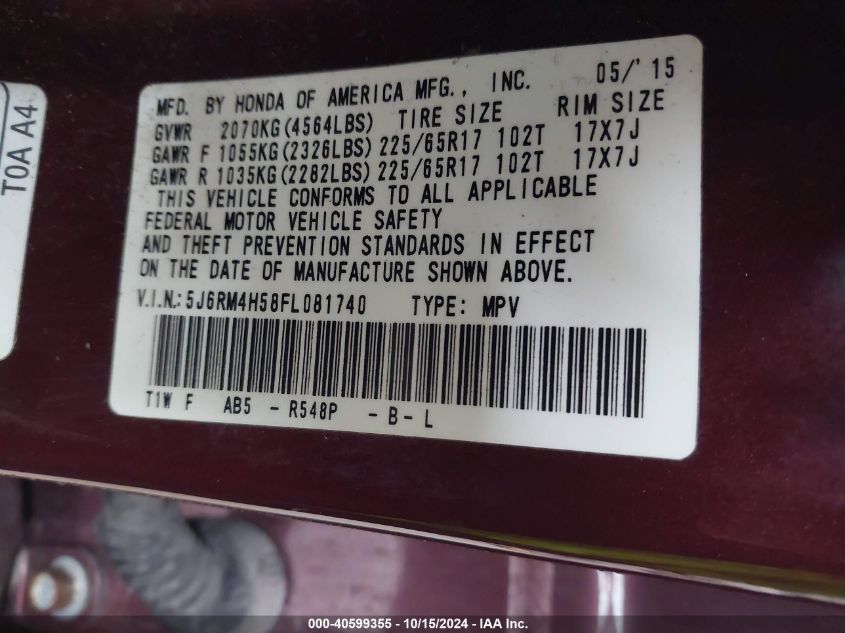 TOA A4
MFD. BY HONDA OF AMERICA MFG., INC. 05/'15
GVWR 2070KG(4564LBS) TIRE SIZE RIM SIZE
GAWR F 1055KG(2326LBS) 225/65R17 102T 17X7J
GAWR R 1035KG(2282LBS) 225/65R17 102T 17X7J
THIS VEHICLE CONFORMS TO ALL APPLICABLE
FEDERAL MOTOR VEHICLE SAFETY
AND THEFT PREVENTION STANDARDS IN EFFECT
ON THE DATE OF MANUFACTURE SHOWN ABOVE.
V.I.N.: 5J6RM4H58FL081740 TYPE: MPV
T1W F AB5 - R548P - B - L
000-40599355 - 10/15/2024 - IAA Inc.